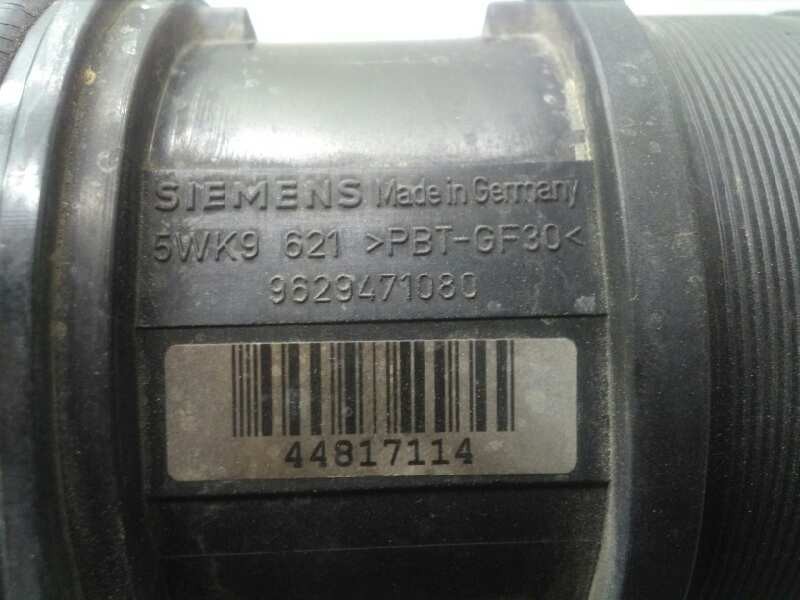 SIEMENS Made in Germany
5WK9 621 >PBT-GF30<
9629471080
44817114